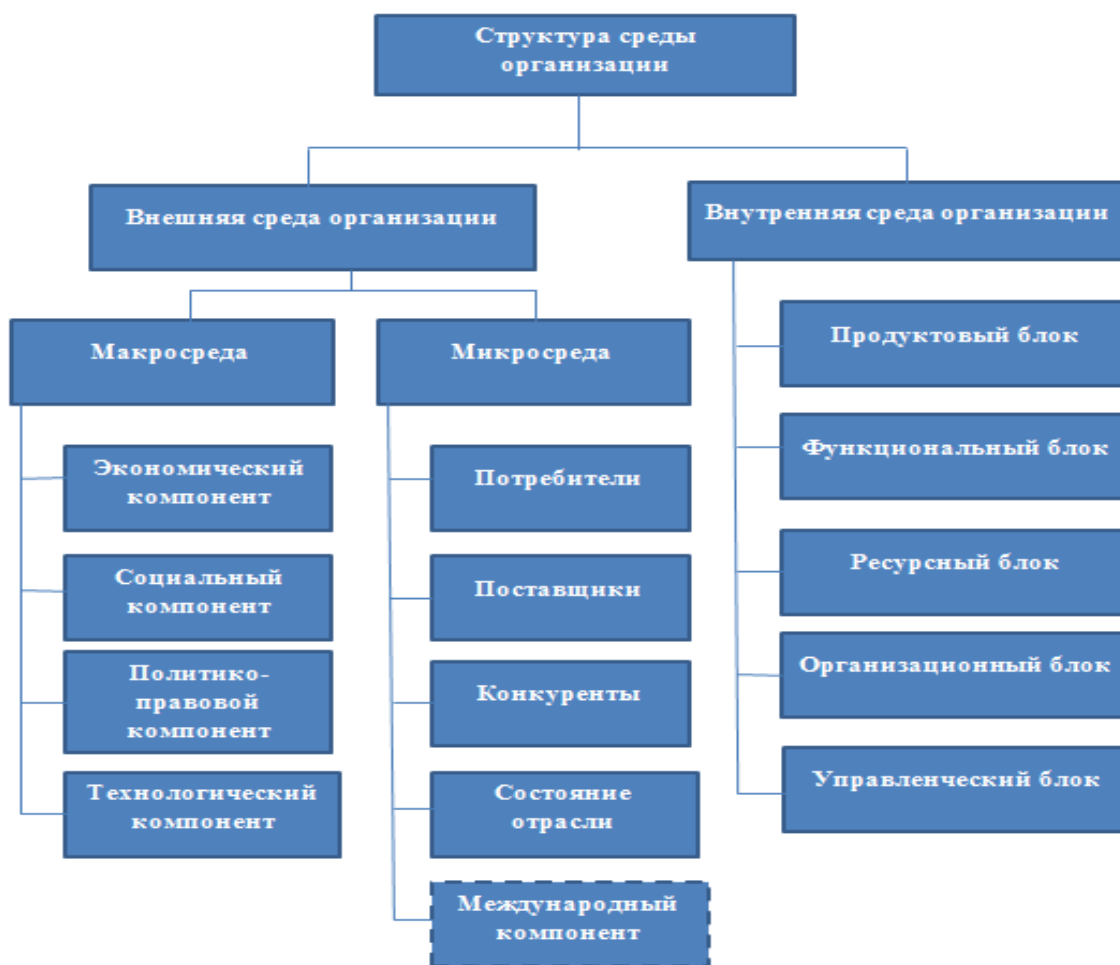 Структура среды
организации
Внешняя среда организации
Внутренняя среда организации
Макросреда
Микросреда
Экономический
компонент
Социальный
компонент
Политико-
правовой
компонент
Технологический
компонент
Потребители
Поставщики
Конкуренты
Состояние
отрасли
Международный
компонент
Продуктовый блок
Функциональный блок
Ресурсный блок
Организационный блок
Управленческий блок